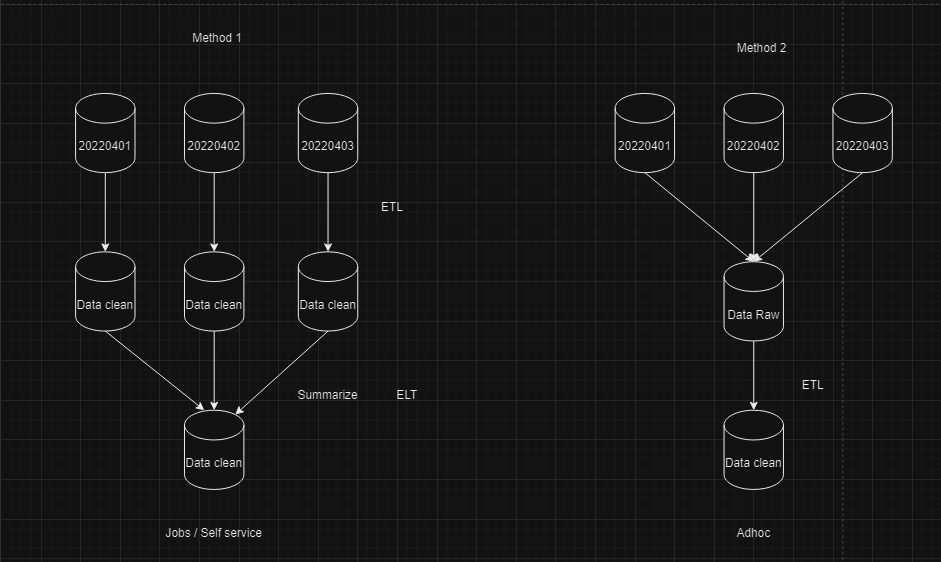 Method 1
20220401
20220402
20220403
ETL
Data clean
Data clean
Data clean
Summarize
ELT
Data clean
Jobs / Self service
Method 2
20220401
20220402
20220403
Data Raw
ETL
Data clean
Adhoc